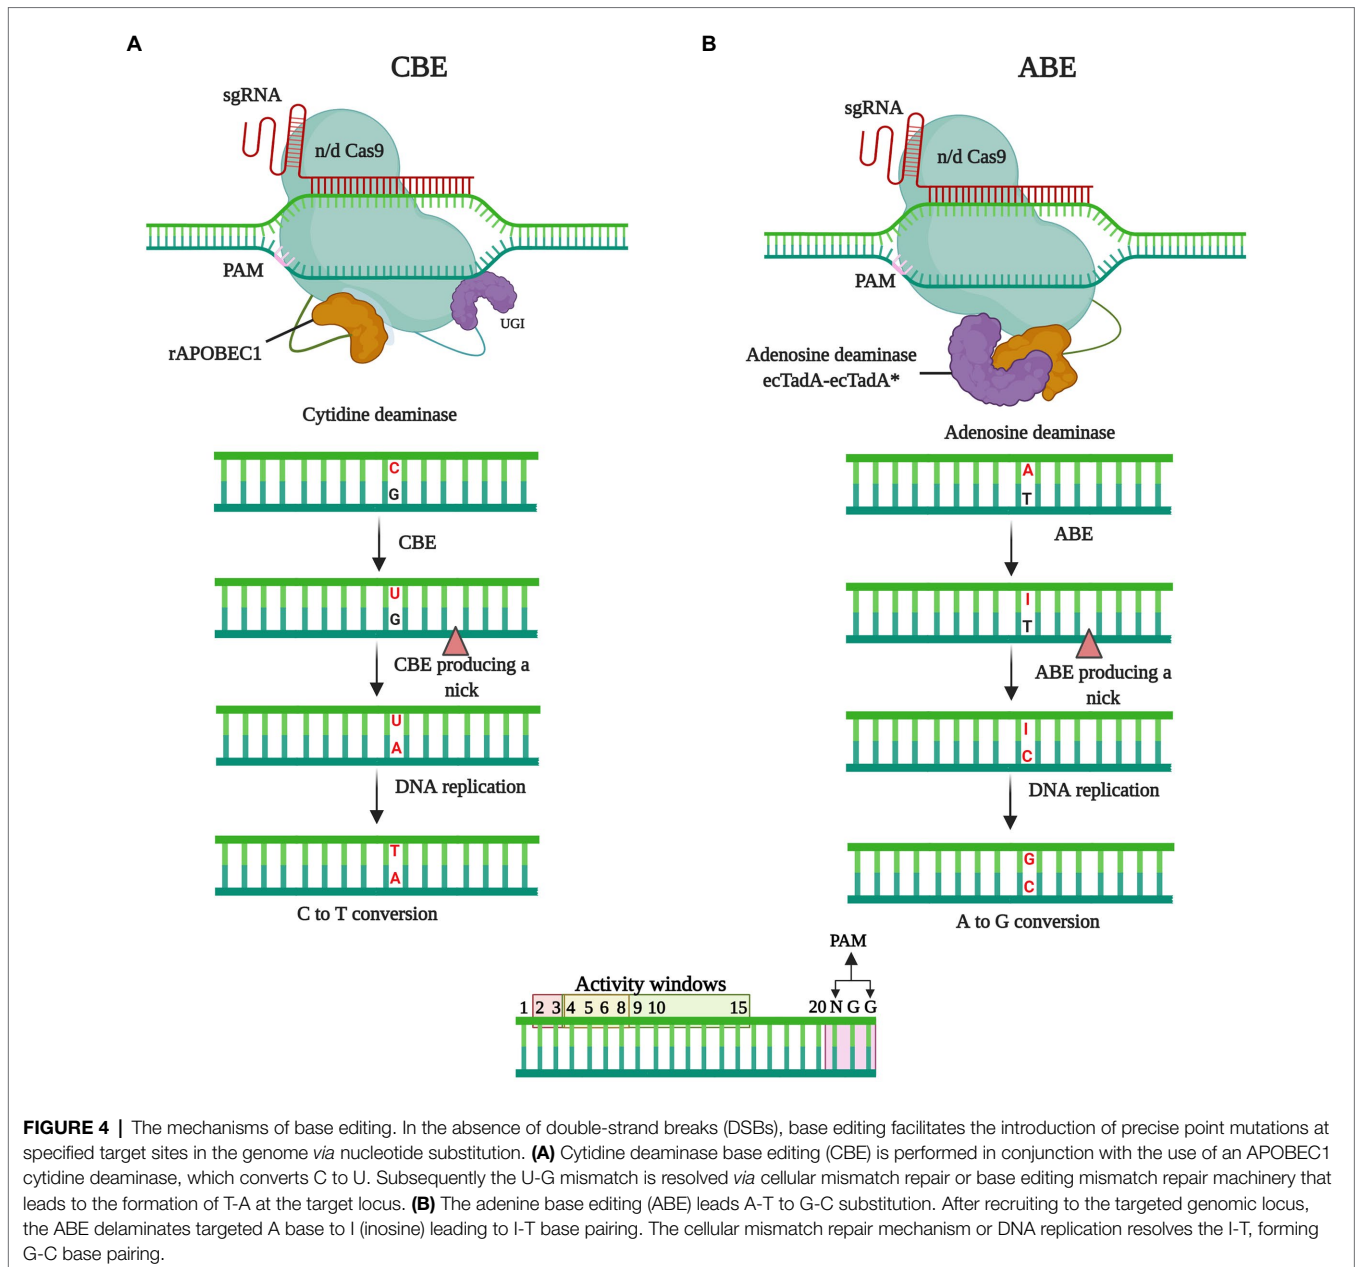 A
CBE
sgRNA
n/d Cas9
PAM
rAPOBEC1
UGI
Cytidine deaminase
C
G
CBE
U
G
CBE producing a
nick
U
A
DNA replication
T
A
C to T conversion
B
ABE
sgRNA
n/d Cas9
PAM
Adenosine deaminase
ecTadA-ecTadA*
Adenosine deaminase
A
T
ABE
I
T
ABE producing a
nick
I
C
DNA replication
G
C
A to G conversion
PAM
Activity windows
1 2 3 4 5 6 8 9 10 15 20 N G G
FIGURE 4 | The mechanisms of base editing. In the absence of double-strand breaks (DSBs), base editing facilitates the introduction of precise point mutations at
specified target sites in the genome via nucleotide substitution. (A) Cytidine deaminase base editing (CBE) is performed in conjunction with the use of an APOBEC1
cytidine deaminase, which converts C to U. Subsequently the U-G mismatch is resolved via cellular mismatch repair or base editing mismatch repair machinery that
leads to the formation of T-A at the target locus. (B) The adenine base editing (ABE) leads A-T to G-C substitution. After recruiting to the targeted genomic locus,
the ABE delaminates targeted A base to I (inosine) leading to I-T base pairing. The cellular mismatch repair mechanism or DNA replication resolves the I-T, forming
G-C base pairing.